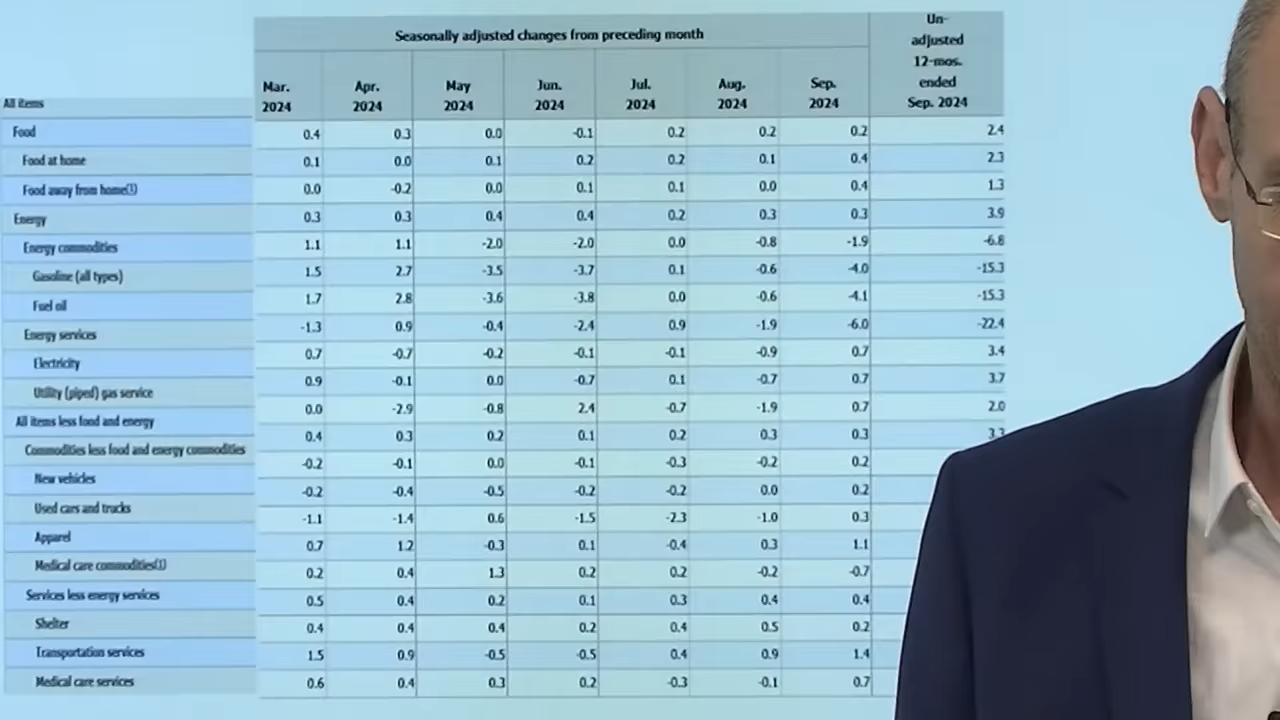 Seasonally adjusted changes from preceding month
Un-
adjusted
12-mos.
ended
Sep. 2024
Mar. 2024
Apr. 2024
May 2024
Jun. 2024
Jul. 2024
Aug. 2024
Sep. 2024
All items
Food
Food at home
Food away from home(1)
Energy
Energy commodities
Gasoline (all types)
Fuel oil
Energy services
Electricity
Utility (piped) gas service
All items less food and energy
Commodities less food and energy commodities
New vehicles
Used cars and trucks
Apparel
Medical care commodities(1)
Services less energy services
Shelter
Transportation services
Medical care services
0.4 0.3 0.0 -0.1 0.2 0.2 0.2 2.4
0.1 0.0 0.1 0.2 0.2 0.1 0.4 2.3
0.0 -0.2 0.0 0.1 0.1 0.0 0.4 1.3
0.3 0.3 0.4 0.4 0.2 0.3 0.3 3.9
1.1 1.1 -2.0 -2.0 0.0 -0.8 -1.9 -6.8
1.5 2.7 -3.5 -3.7 0.1 -0.6 -4.0 -15.3
1.7 2.8 -3.6 -3.8 0.0 -0.6 -4.1 -15.3
-1.3 0.9 -0.4 -2.4 0.9 -1.9 -6.0 -22.4
0.7 -0.7 -0.2 -0.1 -0.1 -0.9 0.7 3.4
0.9 -0.1 0.0 -0.7 0.1 -0.7 0.7 3.7
0.0 -2.9 -0.8 2.4 -0.7 -1.9 0.7 2.0
0.4 0.3 0.2 0.1 0.2 0.3 0.3 3.3
-0.2 -0.1 0.0 -0.1 -0.3 -0.2 0.2
-0.2 -0.4 -0.5 -0.2 -0.2 0.0 0.2
-1.1 -1.4 0.6 -1.5 -2.3 -1.0 0.3
0.7 1.2 -0.3 0.1 -0.4 0.3 1.1
0.2 0.4 1.3 0.2 0.2 -0.2 -0.7
0.5 0.4 0.2 0.1 0.3 0.4 0.4
0.4 0.4 0.4 0.2 0.4 0.5 0.2
1.5 0.9 -0.5 -0.5 0.4 0.9 1.4
0.6 0.4 0.3 0.2 -0.3 -0.1 0.7